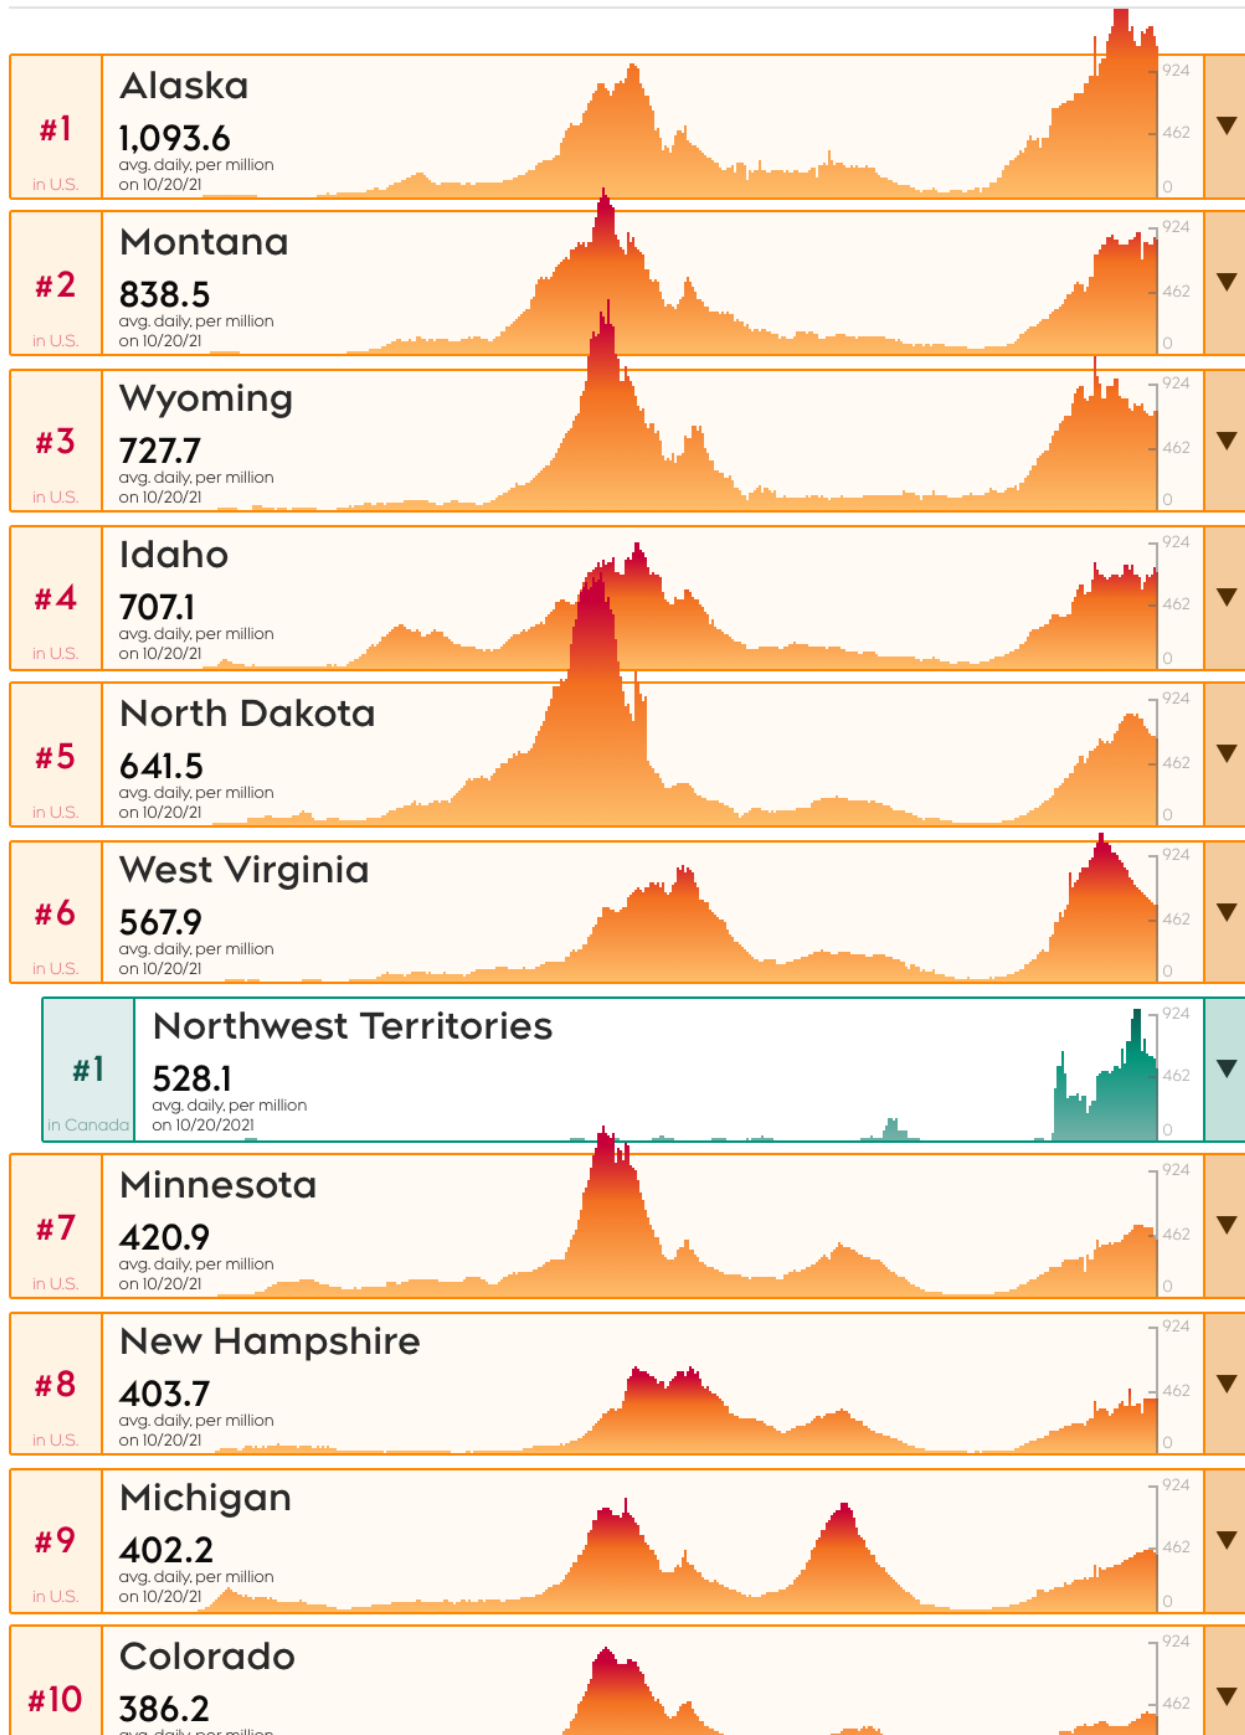 #1
in U.S.
Alaska
1,093.6
avg. daily, per million
on 10/20/21
924
462
0
#2
in U.S.
Montana
838.5
avg. daily, per million
on 10/20/21
924
462
0
#3
in U.S.
Wyoming
727.7
avg. daily, per million
on 10/20/21
924
462
0
#4
in U.S.
Idaho
707.1
avg. daily, per million
on 10/20/21
924
462
0
#5
in U.S.
North Dakota
641.5
avg. daily, per million
on 10/20/21
924
462
0
#6
in U.S.
West Virginia
567.9
avg. daily, per million
on 10/20/21
924
462
0
#1
in Canada
Northwest Territories
528.1
avg. daily, per million
on 10/20/2021
924
462
0
#7
in U.S.
Minnesota
420.9
avg. daily, per million
on 10/20/21
924
462
0
#8
in U.S.
New Hampshire
403.7
avg. daily, per million
on 10/20/21
924
462
0
#9
in U.S.
Michigan
402.2
avg. daily, per million
on 10/20/21
924
462
0
#10
Colorado
386.2
avg. daily, per million
924
462